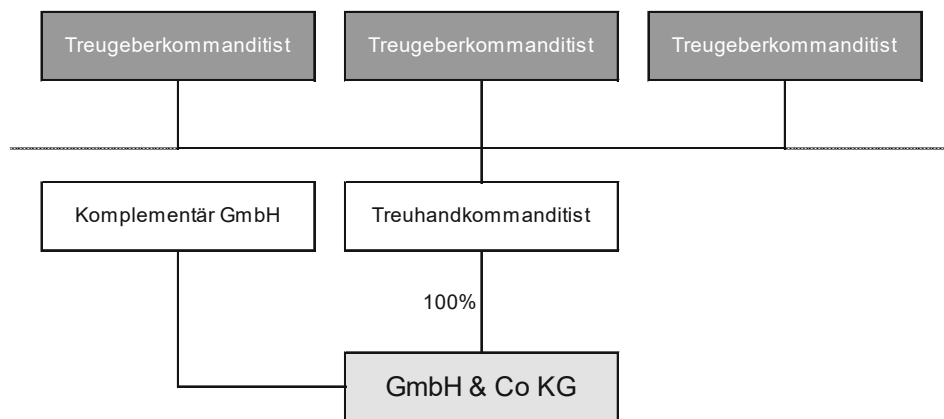 Treugeberkommanditist
Treugeberkommanditist
Treugeberkommanditist
Komplementär GmbH
Treuhandkommanditist
100%
GmbH & Co KG